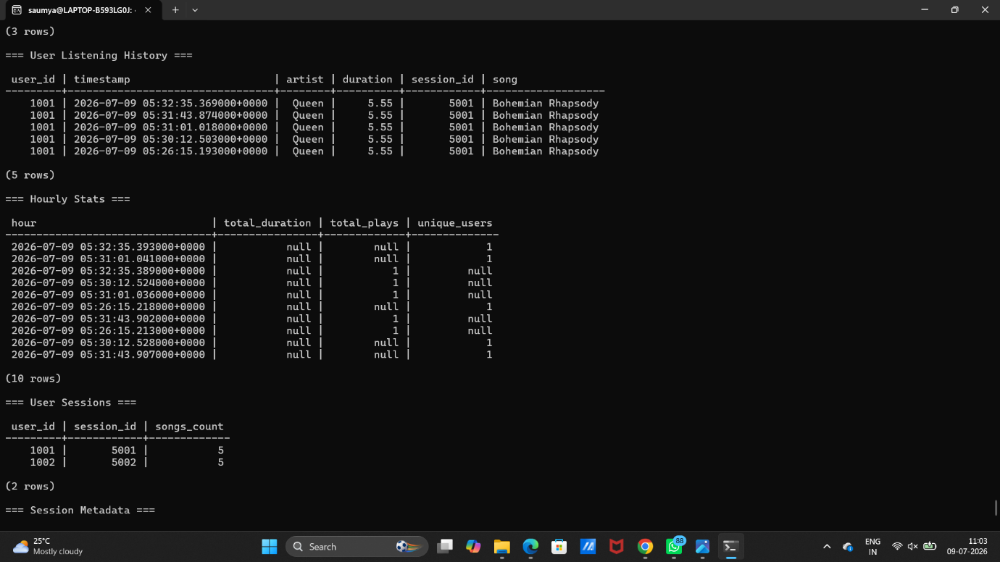 saumya@LAPTOP-B593LG0J: ·
(3 rows)
=== User Listening History ===
user_id | timestamp | artist | duration | session_id | song
---------+---------------------------------+--------+----------+------------+-------------------
1001 | 2026-07-09 05:32:35.369000+0000 | Queen | 5.55 | 5001 | Bohemian Rhapsody
1001 | 2026-07-09 05:31:43.874000+0000 | Queen | 5.55 | 5001 | Bohemian Rhapsody
1001 | 2026-07-09 05:31:01.018000+0000 | Queen | 5.55 | 5001 | Bohemian Rhapsody
1001 | 2026-07-09 05:30:12.503000+0000 | Queen | 5.55 | 5001 | Bohemian Rhapsody
1001 | 2026-07-09 05:26:15.193000+0000 | Queen | 5.55 | 5001 | Bohemian Rhapsody
(5 rows)
=== Hourly Stats ===
hour | total_duration | total_plays | unique_users
---------------------------------+----------------+-------------+--------------
2026-07-09 05:32:35.393000+0000 | null | null | 1
2026-07-09 05:31:01.041000+0000 | null | null | 1
2026-07-09 05:32:35.389000+0000 | null | 1 | null
2026-07-09 05:30:12.524000+0000 | null | 1 | null
2026-07-09 05:31:01.036000+0000 | null | 1 | null
2026-07-09 05:26:15.218000+0000 | null | null | 1
2026-07-09 05:31:43.902000+0000 | null | 1 | null
2026-07-09 05:26:15.213000+0000 | null | 1 | null
2026-07-09 05:30:12.528000+0000 | null | null | 1
2026-07-09 05:31:43.907000+0000 | null | null | 1
(10 rows)
=== User Sessions ===
user_id | session_id | songs_count
---------+------------+-------------
1001 | 5001 | 5
1002 | 5002 | 5
(2 rows)
=== Session Metadata ===
25°C
Mostly cloudy
Search
88
ENG
IN
11:03
09-07-2026